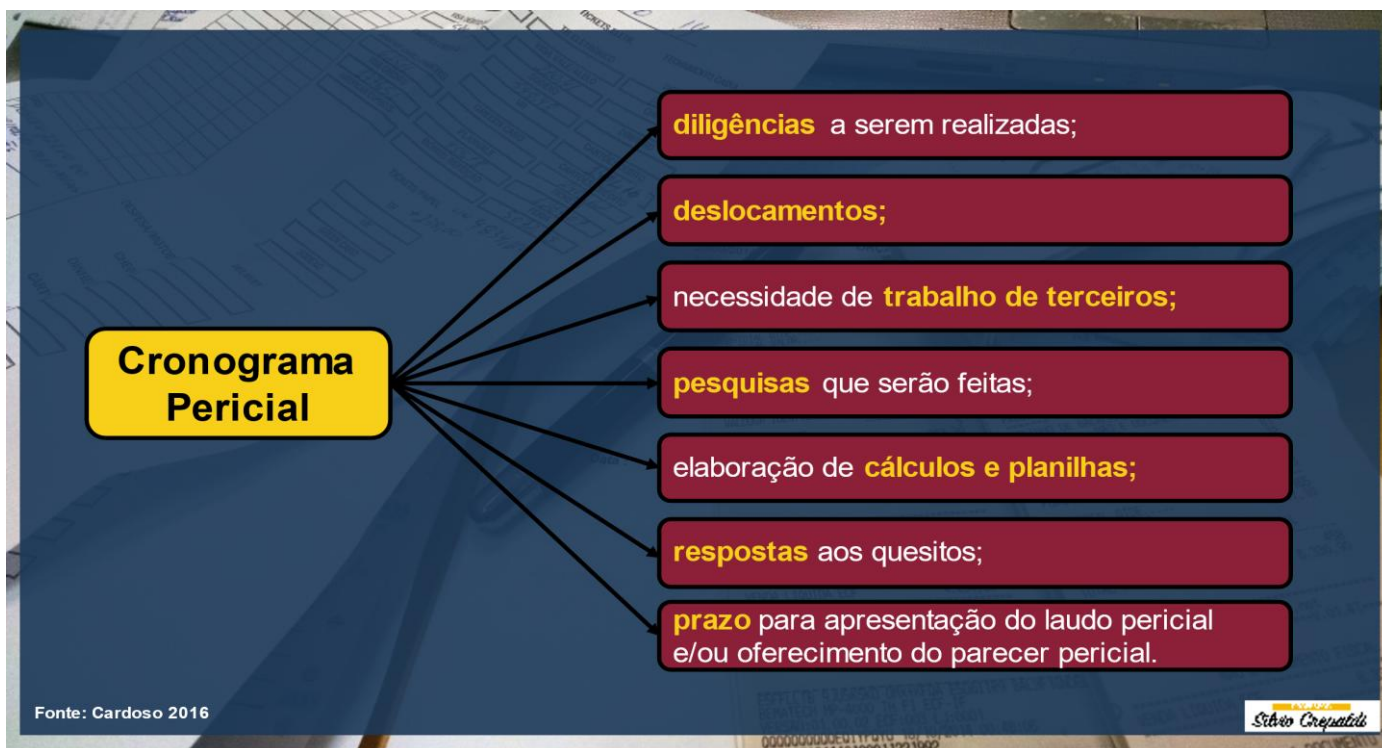 diligências a serem realizadas;
deslocamentos;
necessidade de trabalho de terceiros;
Cronograma
Pericial
pesquisas que serão feitas;
elaboração de cálculos e planilhas;
respostas aos quesitos;
prazo para apresentação do laudo pericial
e/ou oferecimento do parecer pericial.
Fonte: Cardoso 2016
Silvio Crepaldi